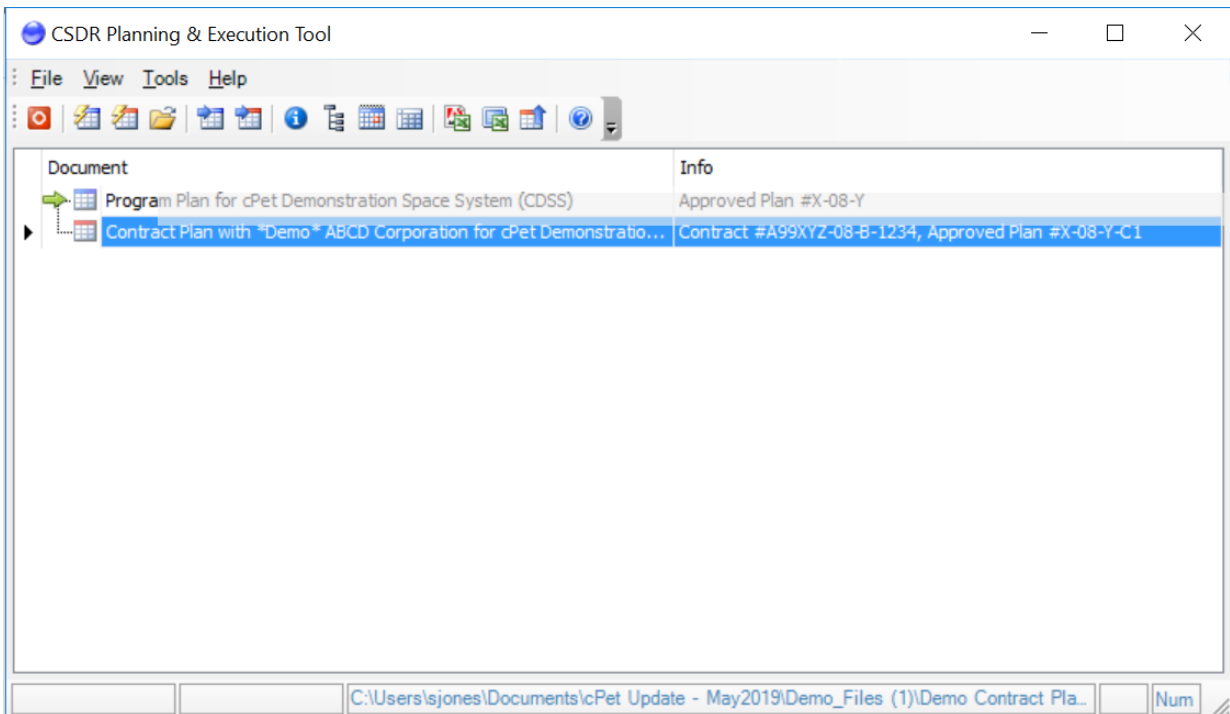 CSDR Planning & Execution Tool
File View Tools Help
Document Info
Program Plan for cPet Demonstration Space System (CDSS) Approved Plan #X-08-Y
Contract Plan with *Demo* ABCD Corporation for cPet Demonstratio... Contract #A99XYZ-08-B-1234, Approved Plan #X-08-Y-C1
C:\Users\sjones\Documents\cPet Update - May2019\Demo_Files (1)\Demo Contract Pla... Num